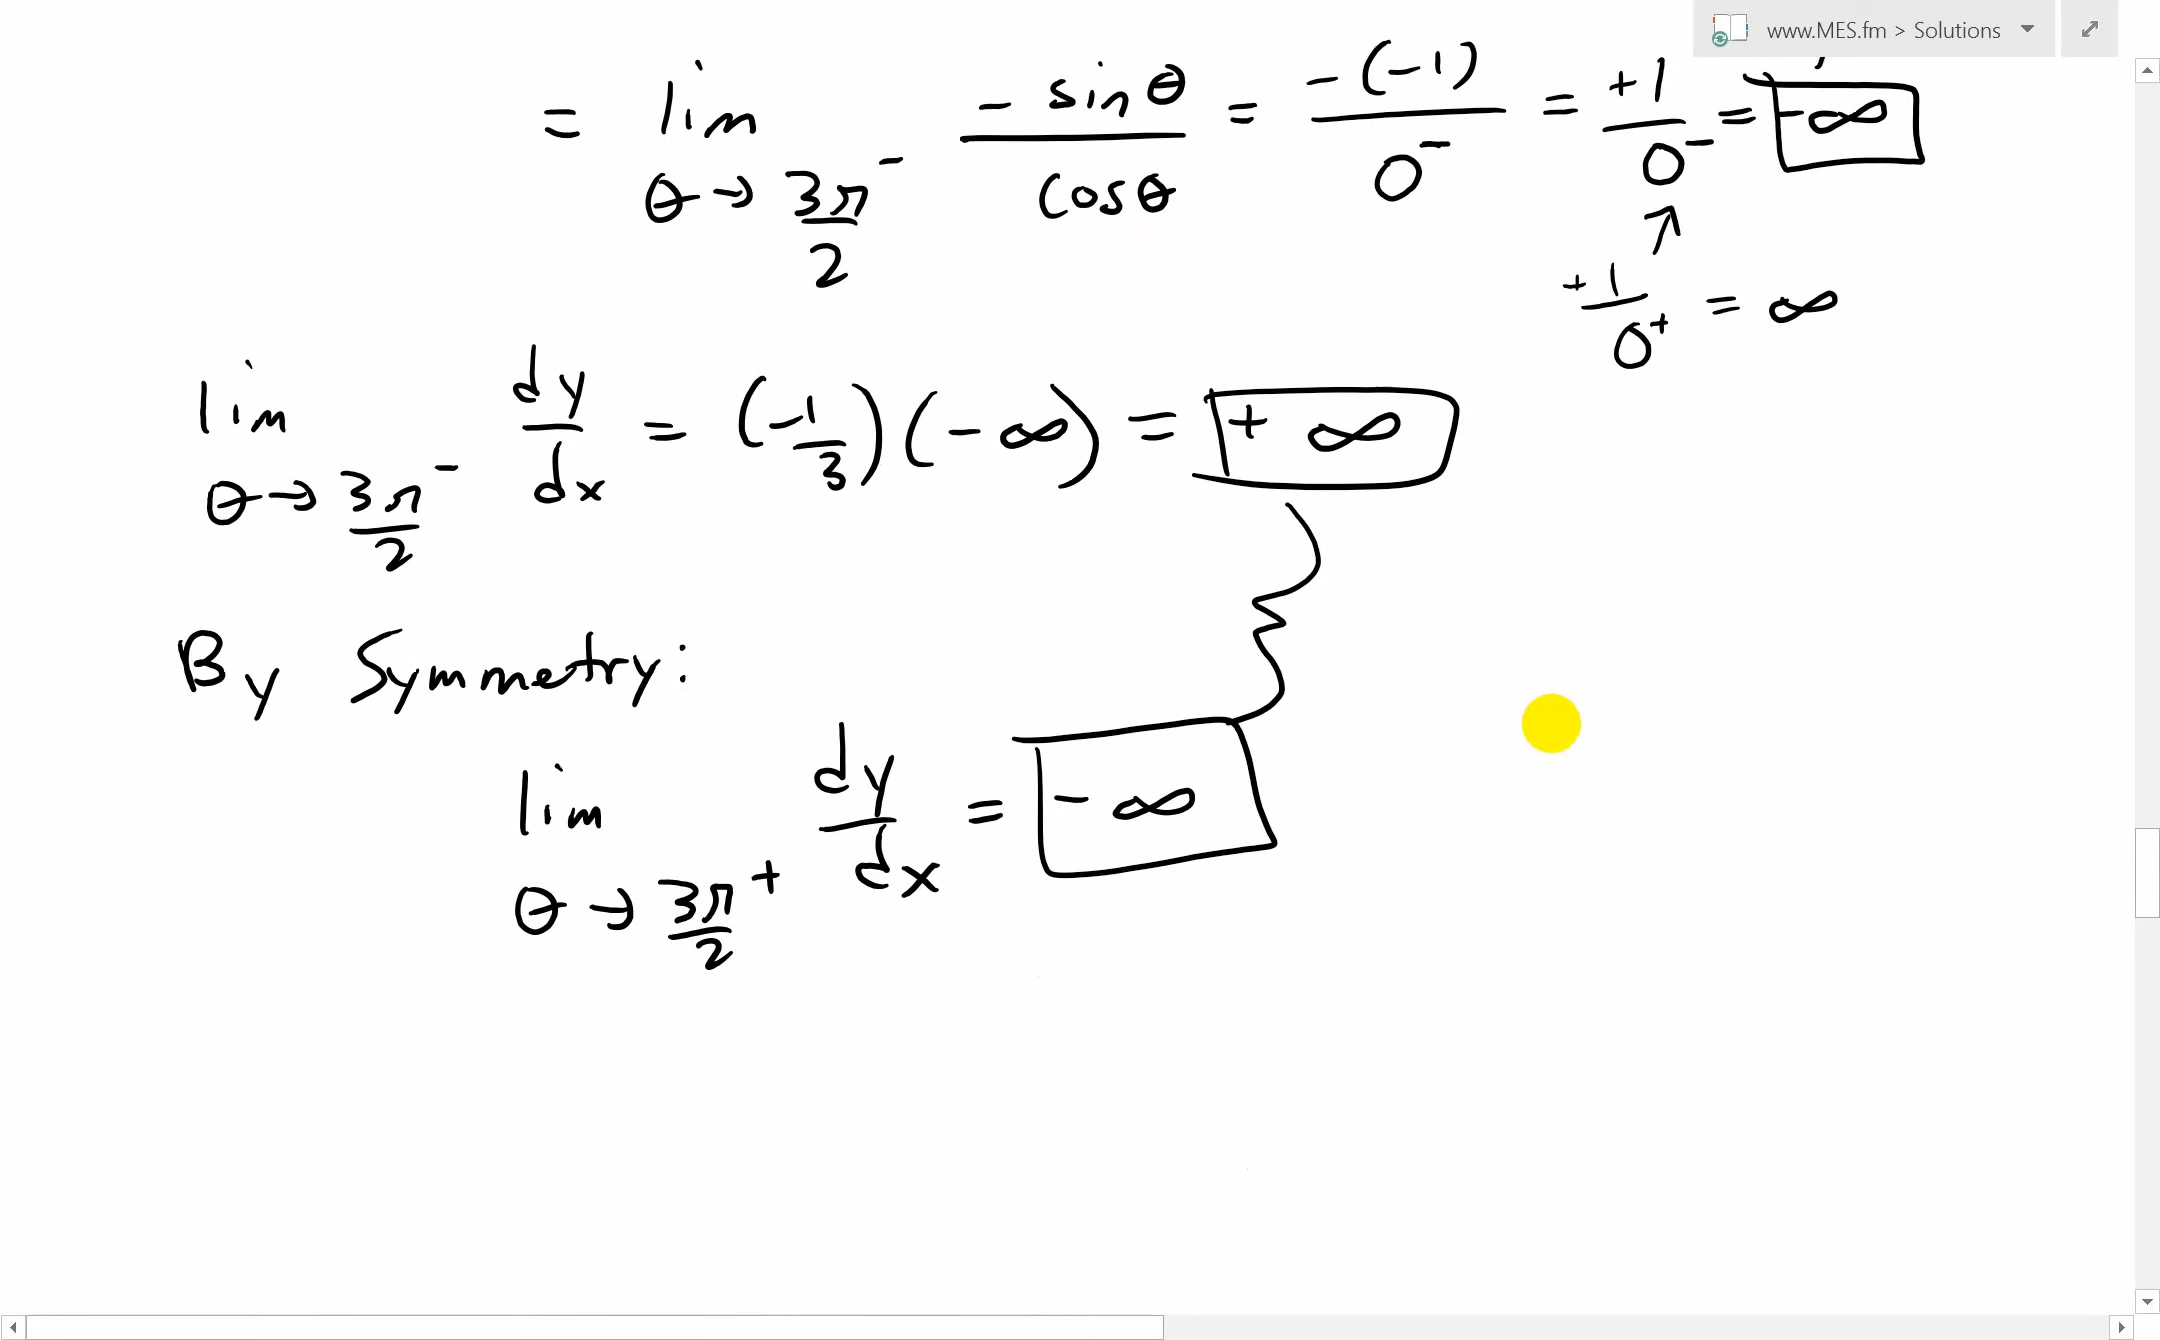 www.MES.fm > Solutions
= lim θ→3π/2⁻ -sinθ/cosθ = -(-1)/0⁻ = +1/0⁻ = -∞
↑
+1/0⁺ = ∞
lim θ→3π/2⁻ dy/dx = (-1/3)(-∞) = +∞
By Symmetry:
lim θ→3π/2⁺ dy/dx = -∞